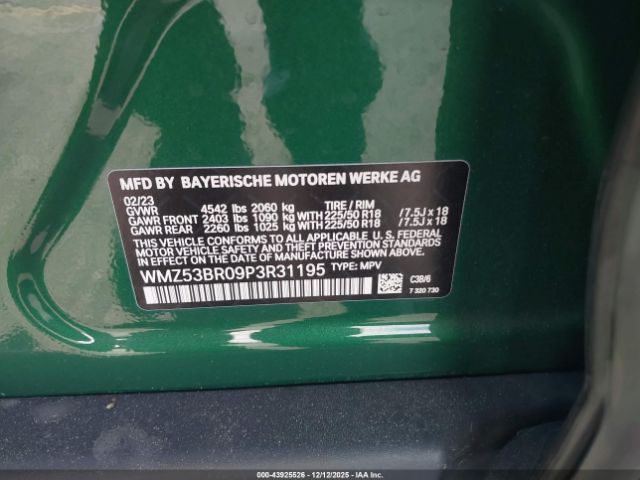 MFD BY BAYERISCHE MOTOREN WERKE AG
02/23 TIRE / RIM
GVWR 4542 lbs 2060 kg
GAWR FRONT 2403 lbs 1090 kg WITH 225/50 R18 /7.5J x 18
GAWR REAR 2260 lbs 1025 kg WITH 225/50 R18 /7.5J x 18
THIS VEHICLE CONFORMS TO ALL APPLICABLE U.S. FEDERAL
MOTOR VEHICLE SAFETY, BUMPER, AND THEFT PREVENTION
STANDARDS IN EFFECT ON THE DATE OF MANUFACTURE
SHOWN ABOVE.
WMZ53BR09P3R31195 TYPE: MPV
C3B/6
7 320 730
000-43925526 - 12/12/2025 - IAAI.COM